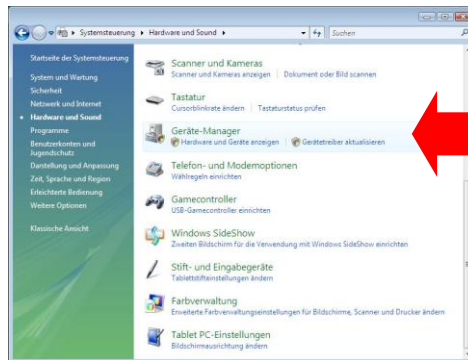 Systemsteuerung ▸ Hardware und Sound ▸
Suchen
Startseite der Systemsteuerung
System und Wartung
Sicherheit
Netzwerk und Internet
Hardware und Sound
Programme
Benutzerkonten und
Jugendschutz
Darstellung und Anpassung
Zeit, Sprache und Region
Erleichterte Bedienung
Weitere Optionen
Klassische Ansicht
Scanner und Kameras
Scanner und Kameras anzeigen | Dokument oder Bild scannen
Tastatur
Cursorblinkrate ändern | Tastaturstatus prüfen
Geräte-Manager
Hardware und Geräte anzeigen | Gerätetreiber aktualisieren
Telefon- und Modemoptionen
Wählregeln einrichten
Gamecontroller
USB-Gamecontroller einrichten
Windows SideShow
Zweiten Bildschirm für die Verwendung mit Windows SideShow einrichten
Stift- und Eingabegeräte
Tabletstifteinstellungen ändern
Farbverwaltung
Erweiterte Farbverwaltungseinstellungen für Bildschirme, Scanner und Drucker ändern
Tablet PC-Einstellungen
Bildschirmausrichtung ändern